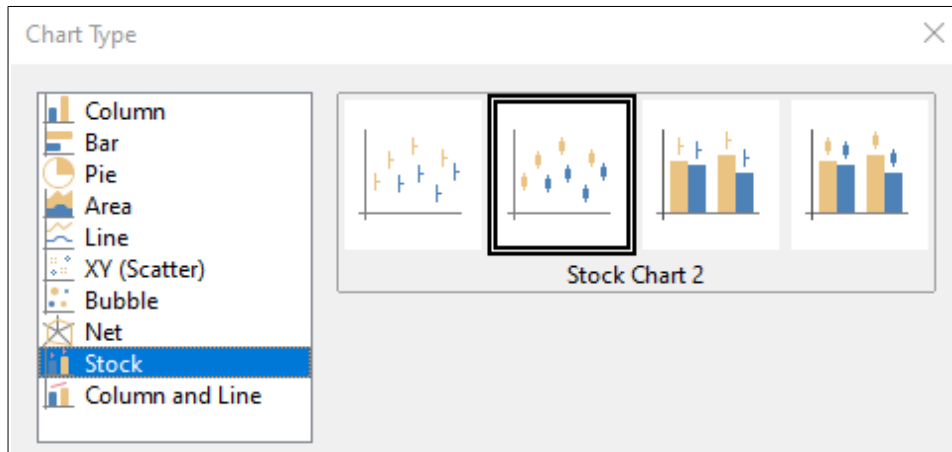 Chart Type
Column
Bar
Pie
Area
Line
XY (Scatter)
Bubble
Net
Stock
Column and Line
Stock Chart 2